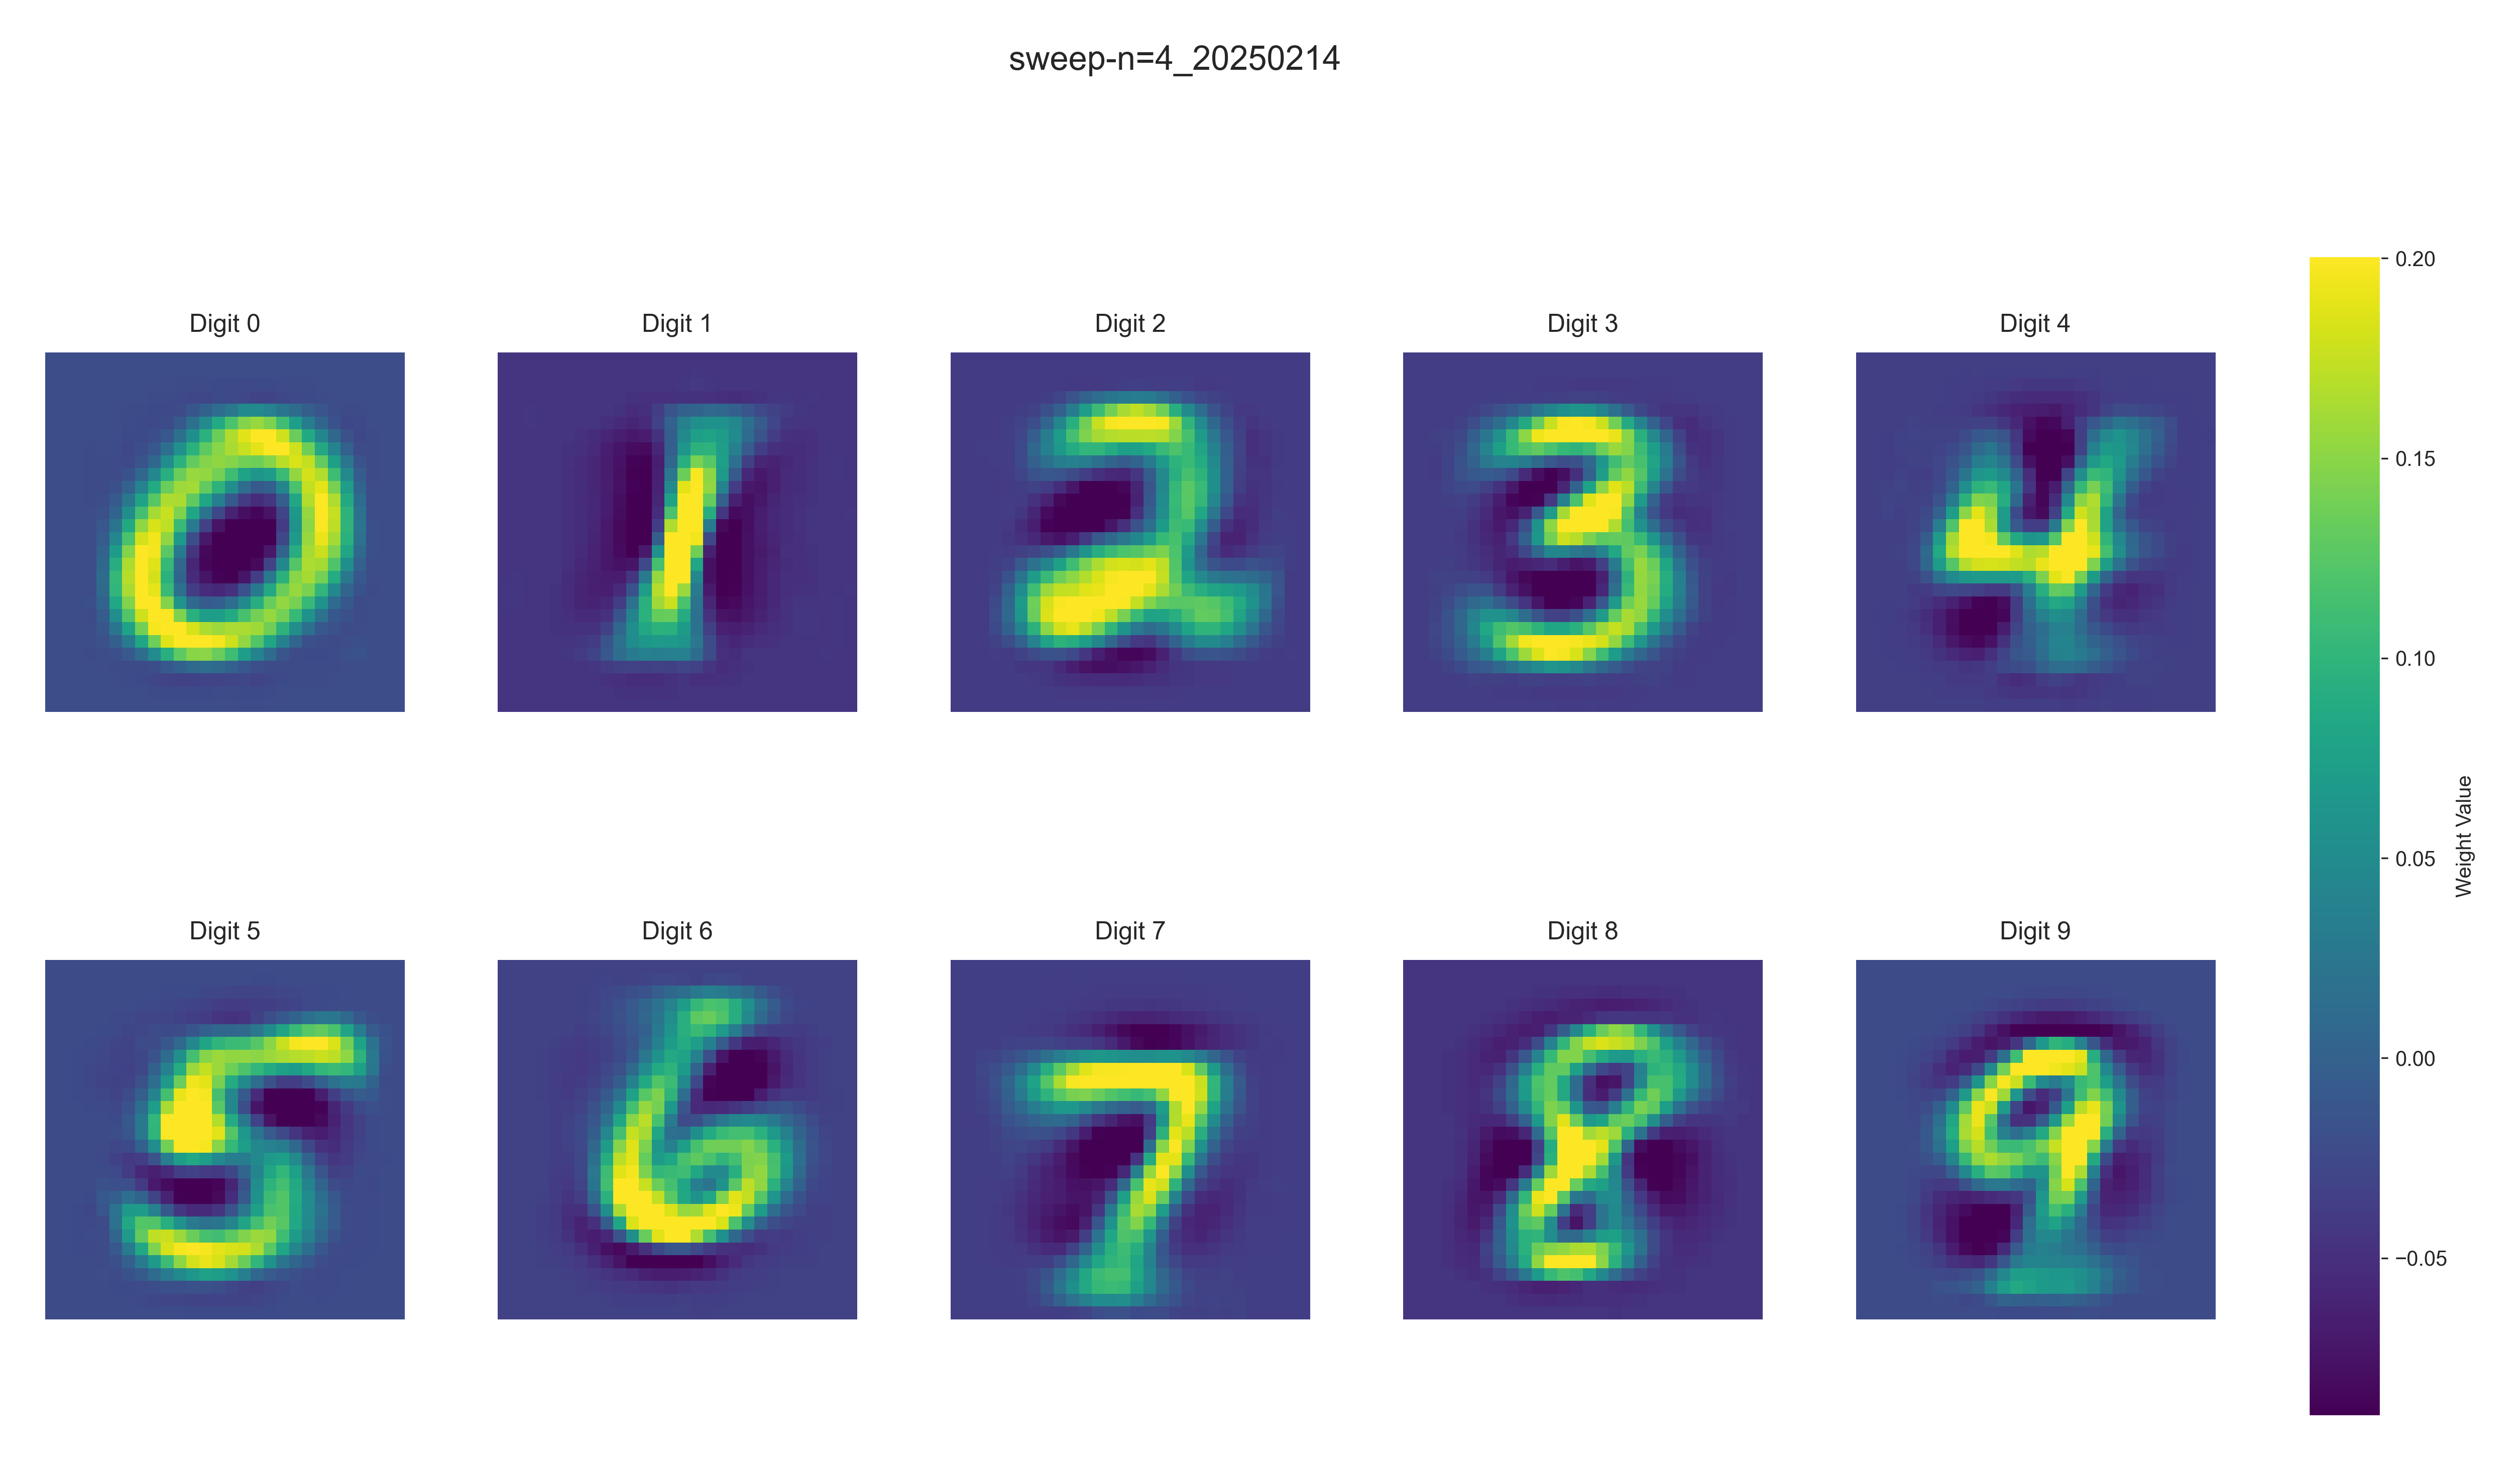 sweep-n=4_20250214
Digit 0
Digit 1
Digit 2
Digit 3
Digit 4
Digit 5
Digit 6
Digit 7
Digit 8
Digit 9
0.20
0.15
0.10
0.05
0.00
−0.05
Weight Value